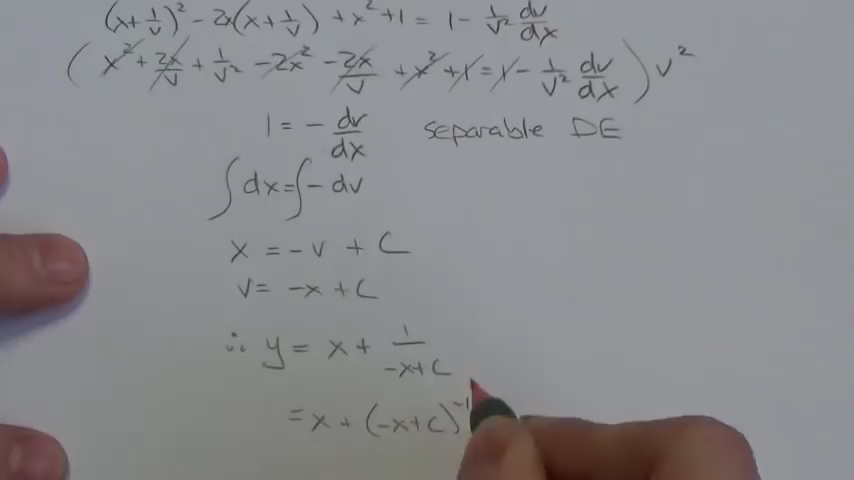 (x+1/v)² - 2x(x+1/v) + x² + 1 = 1 - 1/v² dv/dx
(x² + 2x/v + 1/v² - 2x² - 2x/v + x² + 1 = 1 - 1/v² dv/dx) v²
1 = - dv/dx separable DE
∫dx = ∫- dv
x = -v + C
v = -x + C
∴ y = x + 1/(-x+C)
= x + (-x+C)⁻¹